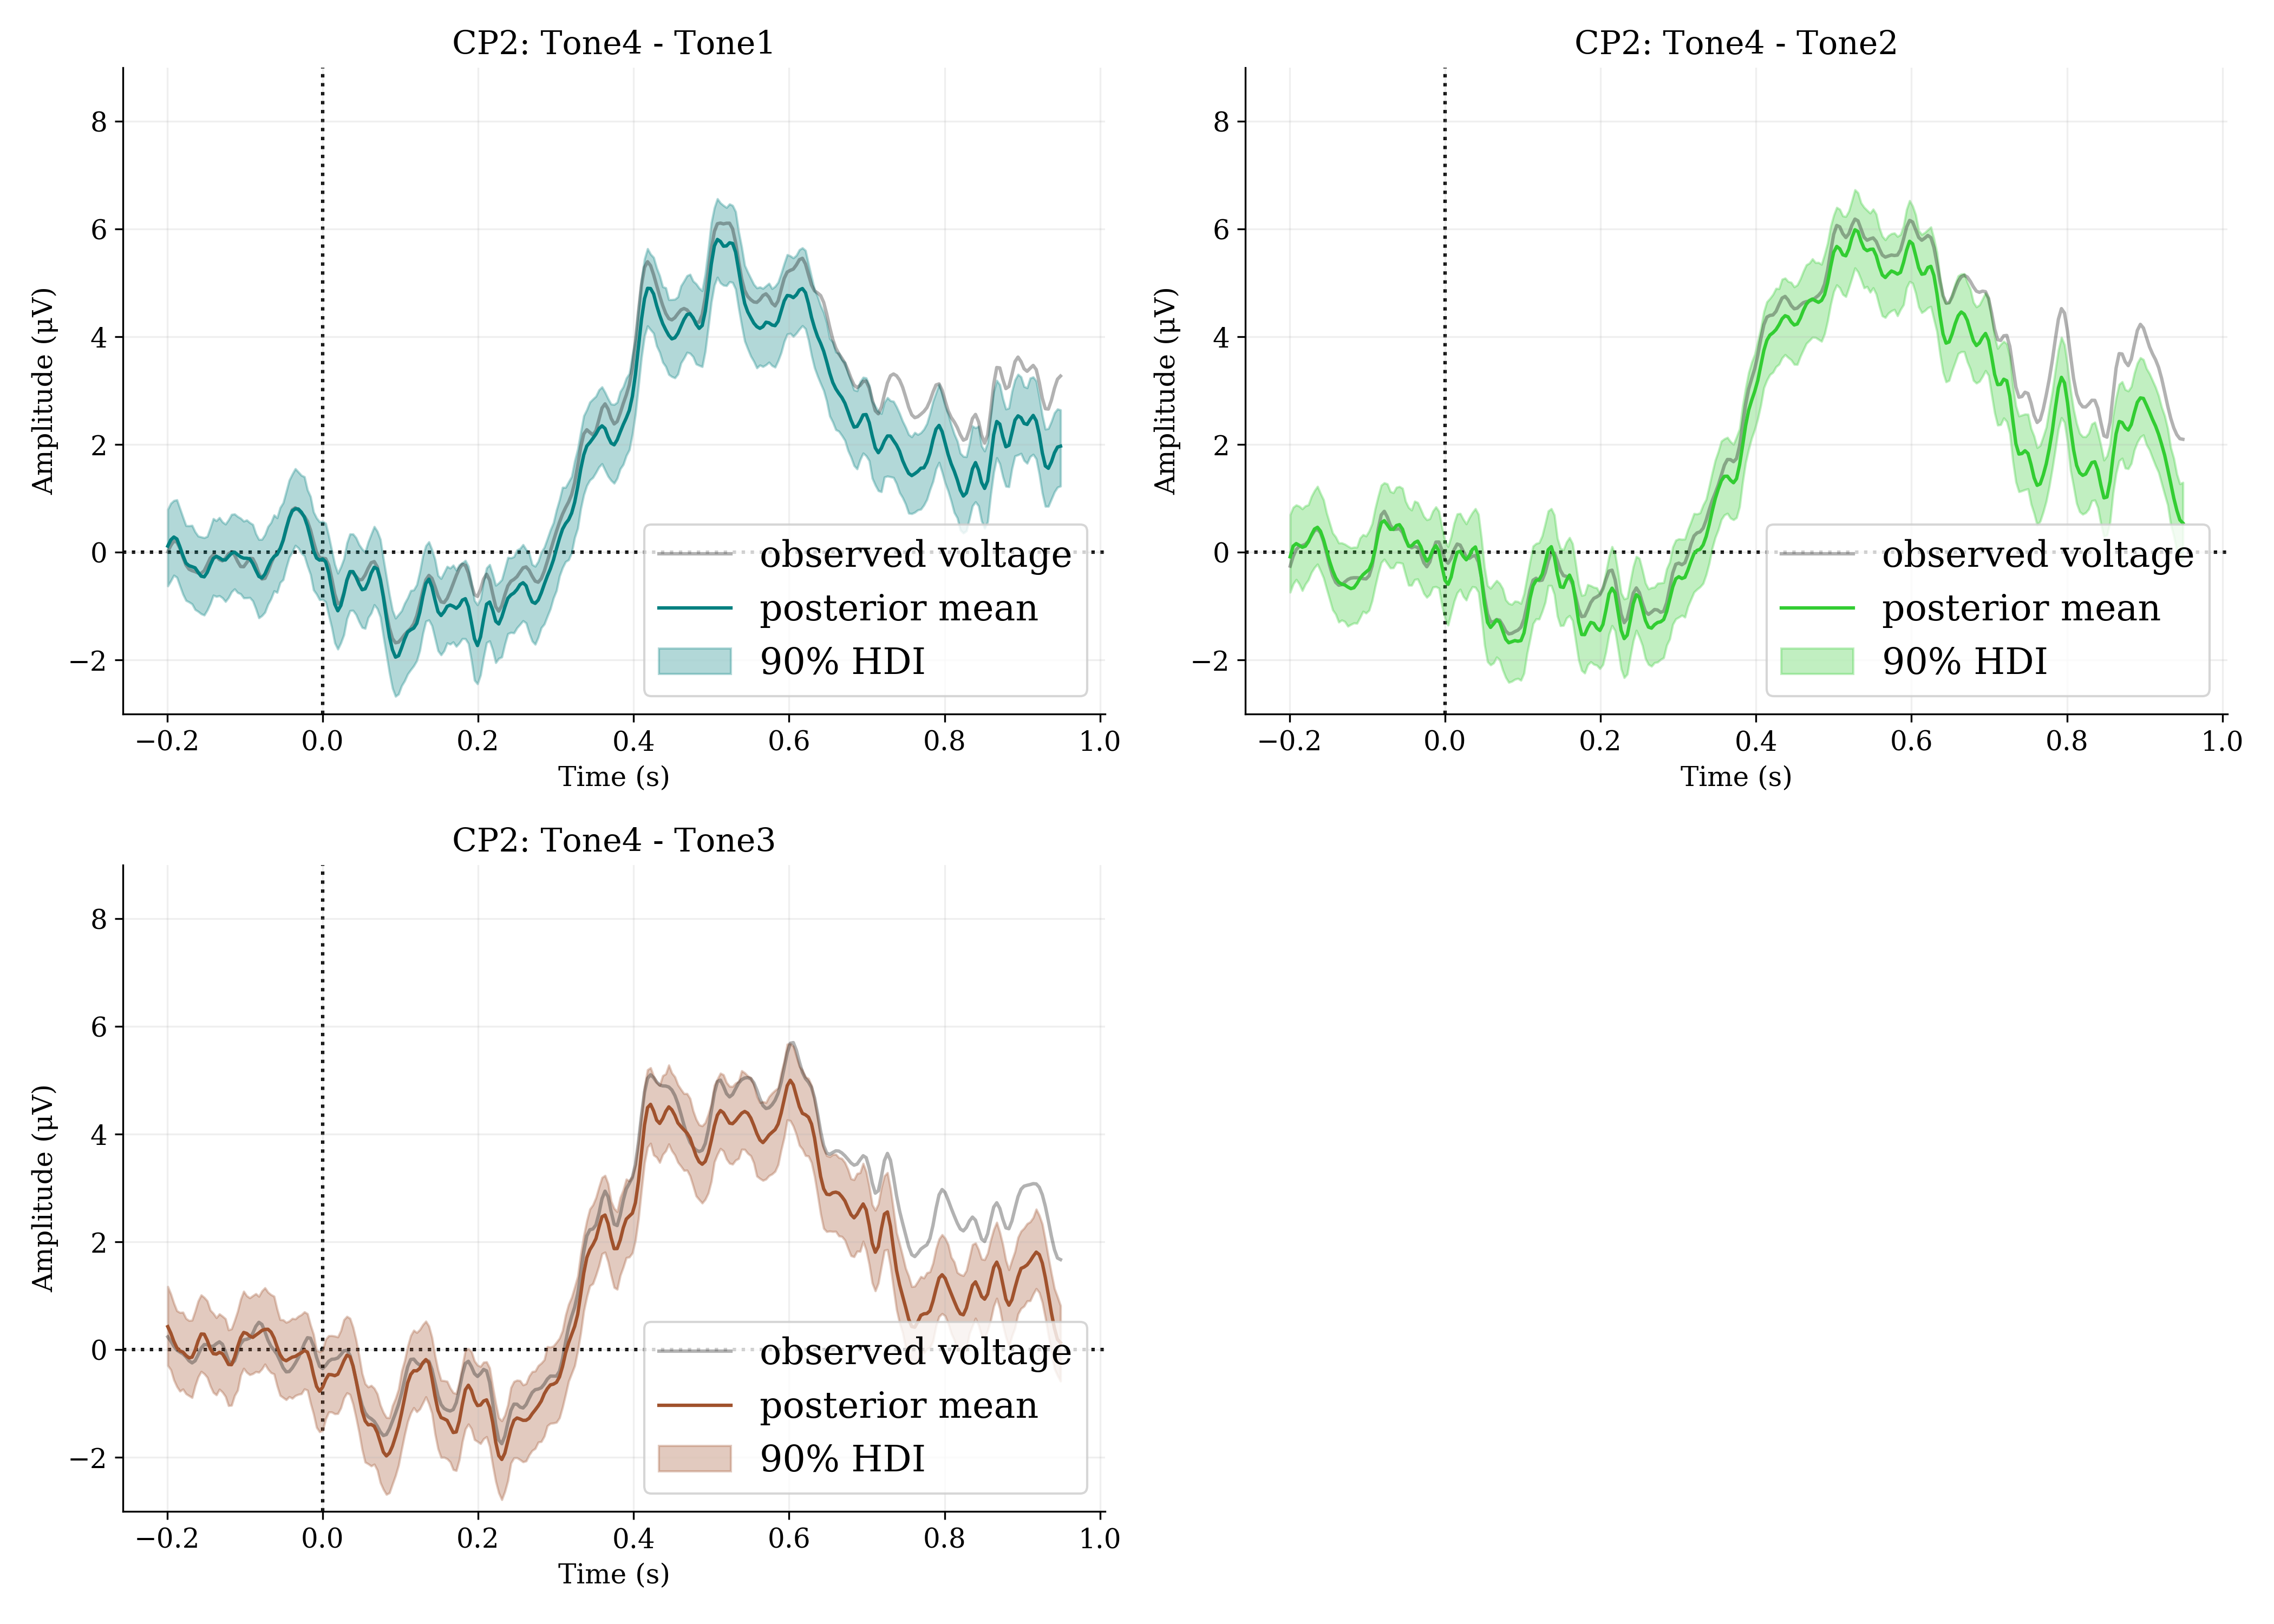 CP2: Tone4 - Tone1
Amplitude (µV)
8
6
4
2
0
−2
−0.2 0.0 0.2 0.4 0.6 0.8 1.0
Time (s)
observed voltage
posterior mean
90% HDI
CP2: Tone4 - Tone2
Amplitude (µV)
8
6
4
2
0
−2
−0.2 0.0 0.2 0.4 0.6 0.8 1.0
Time (s)
observed voltage
posterior mean
90% HDI
CP2: Tone4 - Tone3
Amplitude (µV)
8
6
4
2
0
−2
−0.2 0.0 0.2 0.4 0.6 0.8 1.0
Time (s)
observed voltage
posterior mean
90% HDI